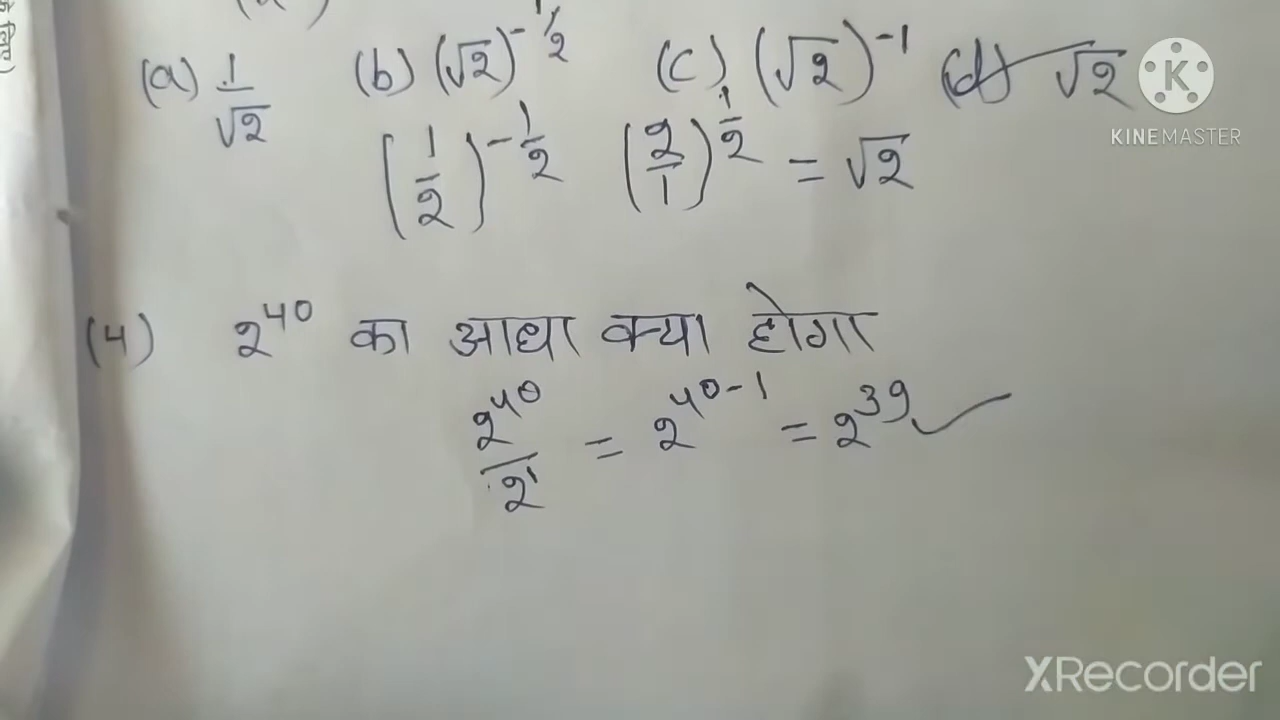 (a) 1/√2 (b) (√2)^-1/2 (c) (√2)^-1 (d) √2
(1/2)^-1/2 (2/1)^1/2 = √2
(4) 2^40 का आधा क्या होगा
2^40/2^1 = 2^40-1 = 2^39
K
KINEMASTER
XRecorder